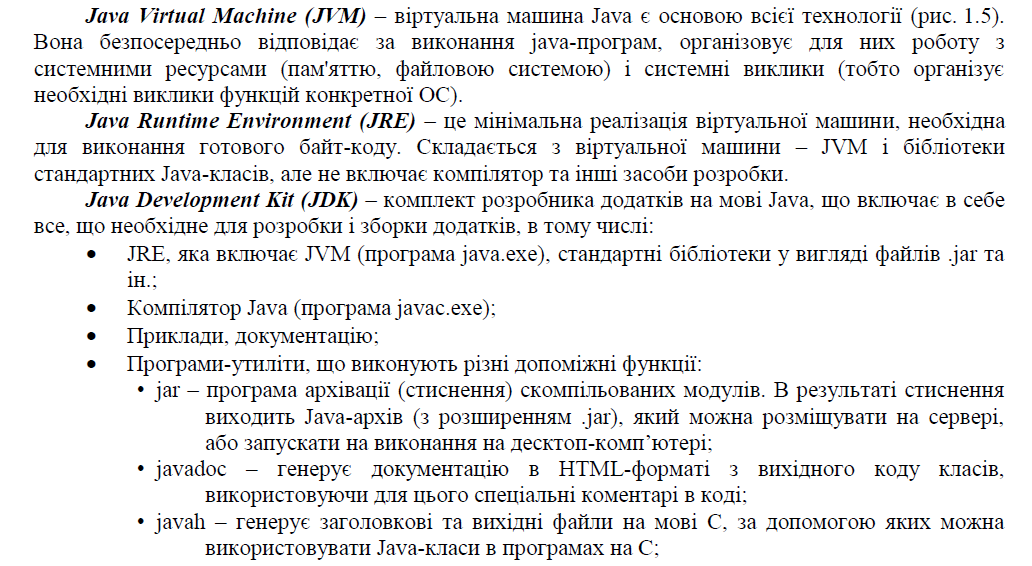 Java Virtual Machine (JVM) – віртуальна машина Java є основою всієї технології (рис. 1.5).
Вона безпосередньо відповідає за виконання java-програм, організовує для них роботу з
системними ресурсами (пам'яттю, файловою системою) і системні виклики (тобто організує
необхідні виклики функцій конкретної ОС).
Java Runtime Environment (JRE) – це мінімальна реалізація віртуальної машини, необхідна
для виконання готового байт-коду. Складається з віртуальної машини – JVM і бібліотеки
стандартних Java-класів, але не включає компілятор та інші засоби розробки.
Java Development Kit (JDK) – комплект розробника додатків на мові Java, що включає в себе
все, що необхідне для розробки і зборки додатків, в тому числі:
• JRE, яка включає JVM (програма java.exe), стандартні бібліотеки у вигляді файлів .jar та
ін.;
• Компілятор Java (програма javac.exe);
• Приклади, документацію;
• Програми-утиліти, що виконують різні допоміжні функції:
• jar – програма архівації (стиснення) скомпільованих модулів. В результаті стиснення
виходить Java-архів (з розширенням .jar), який можна розміщувати на сервері,
або запускати на виконання на десктоп-комп’ютері;
• javadoc – генерує документацію в HTML-форматі з вихідного коду класів,
використовуючи для цього спеціальні коментарі в коді;
• javah – генерує заголовкові та вихідні файли на мові C, за допомогою яких можна
використовувати Java-класи в програмах на C;